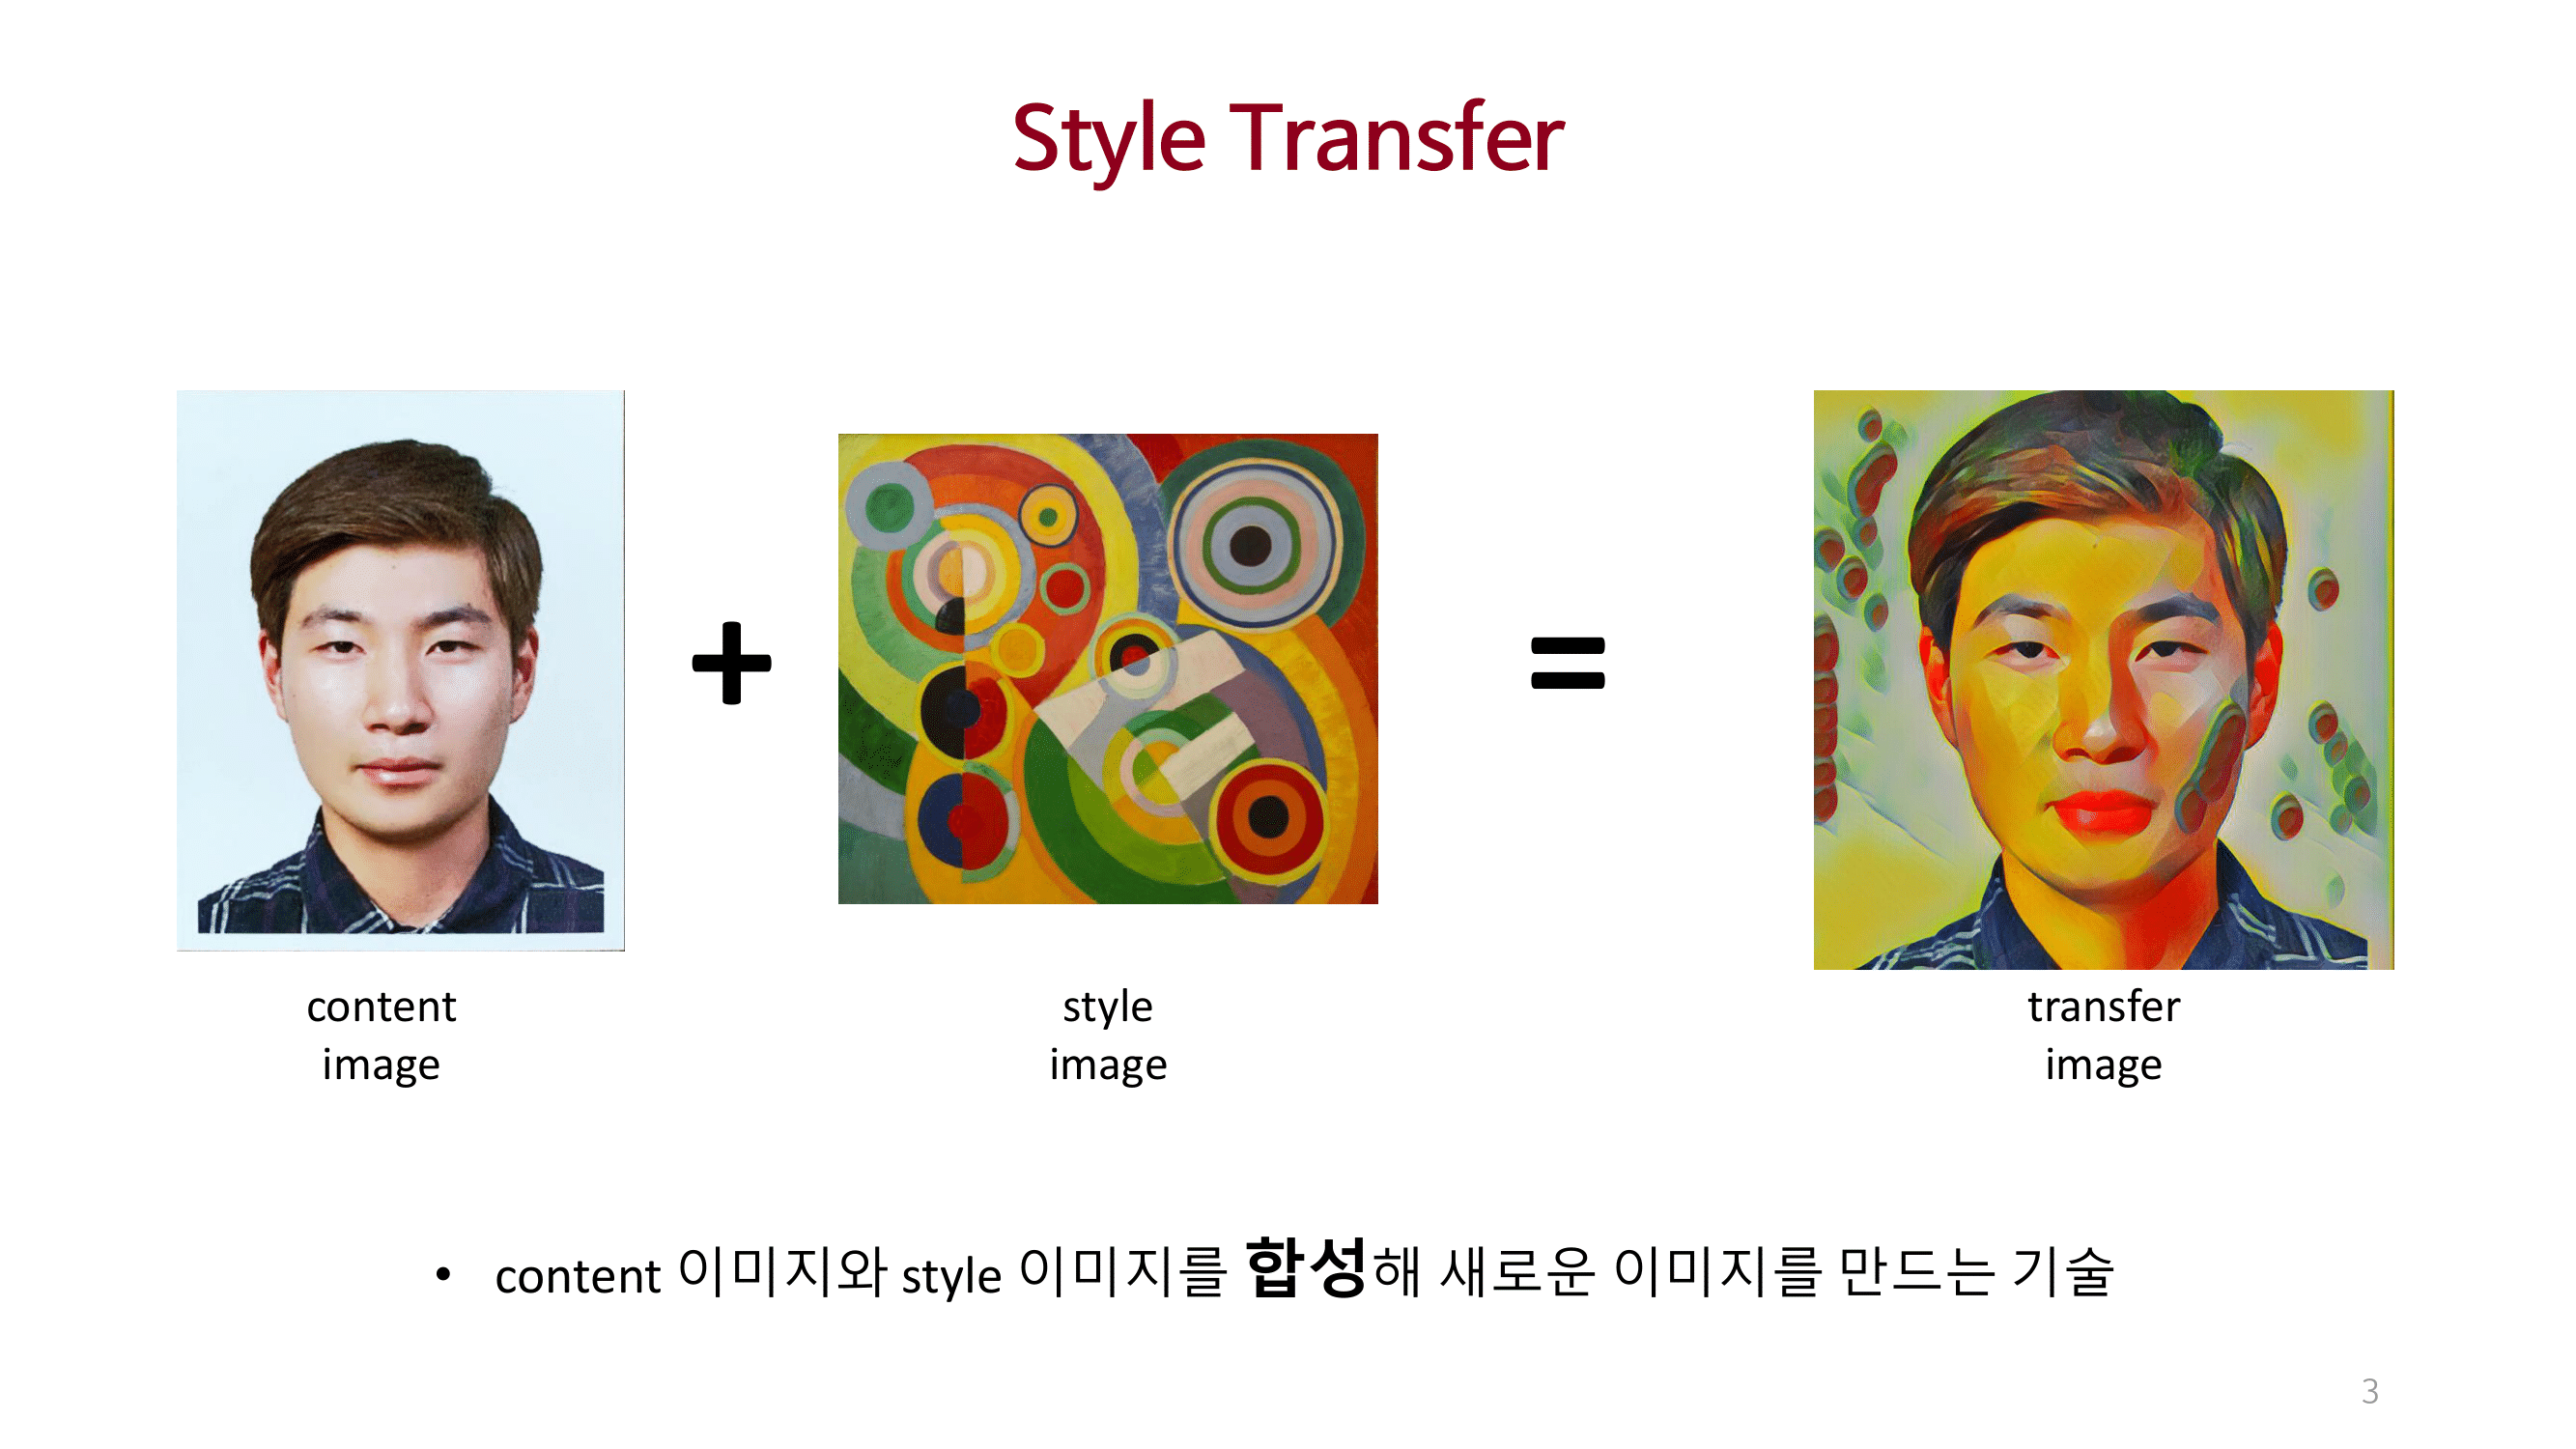 Style Transfer
+
=
content
image
style
image
transfer
image
• content 이미지와 style 이미지를 합성해 새로운 이미지를 만드는 기술
3